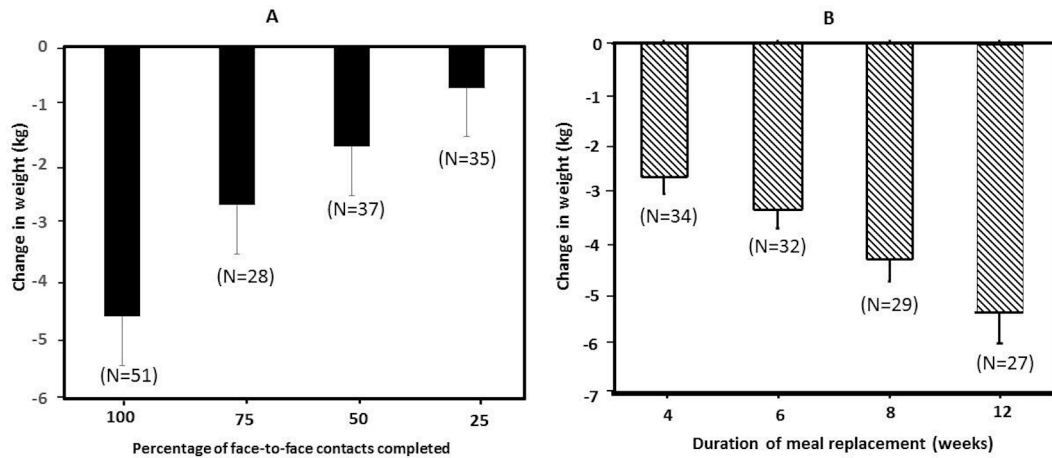 A
0
-1
-2
-3
-4
-5
-6
Change in weight (kg)
(N=51)
(N=28)
(N=37)
(N=35)
100
75
50
25
Percentage of face-to-face contacts completed
B
0
-1
-2
-3
-4
-5
-6
-7
Change in weight (kg)
(N=34)
(N=32)
(N=29)
(N=27)
4
6
8
12
Duration of meal replacement (weeks)